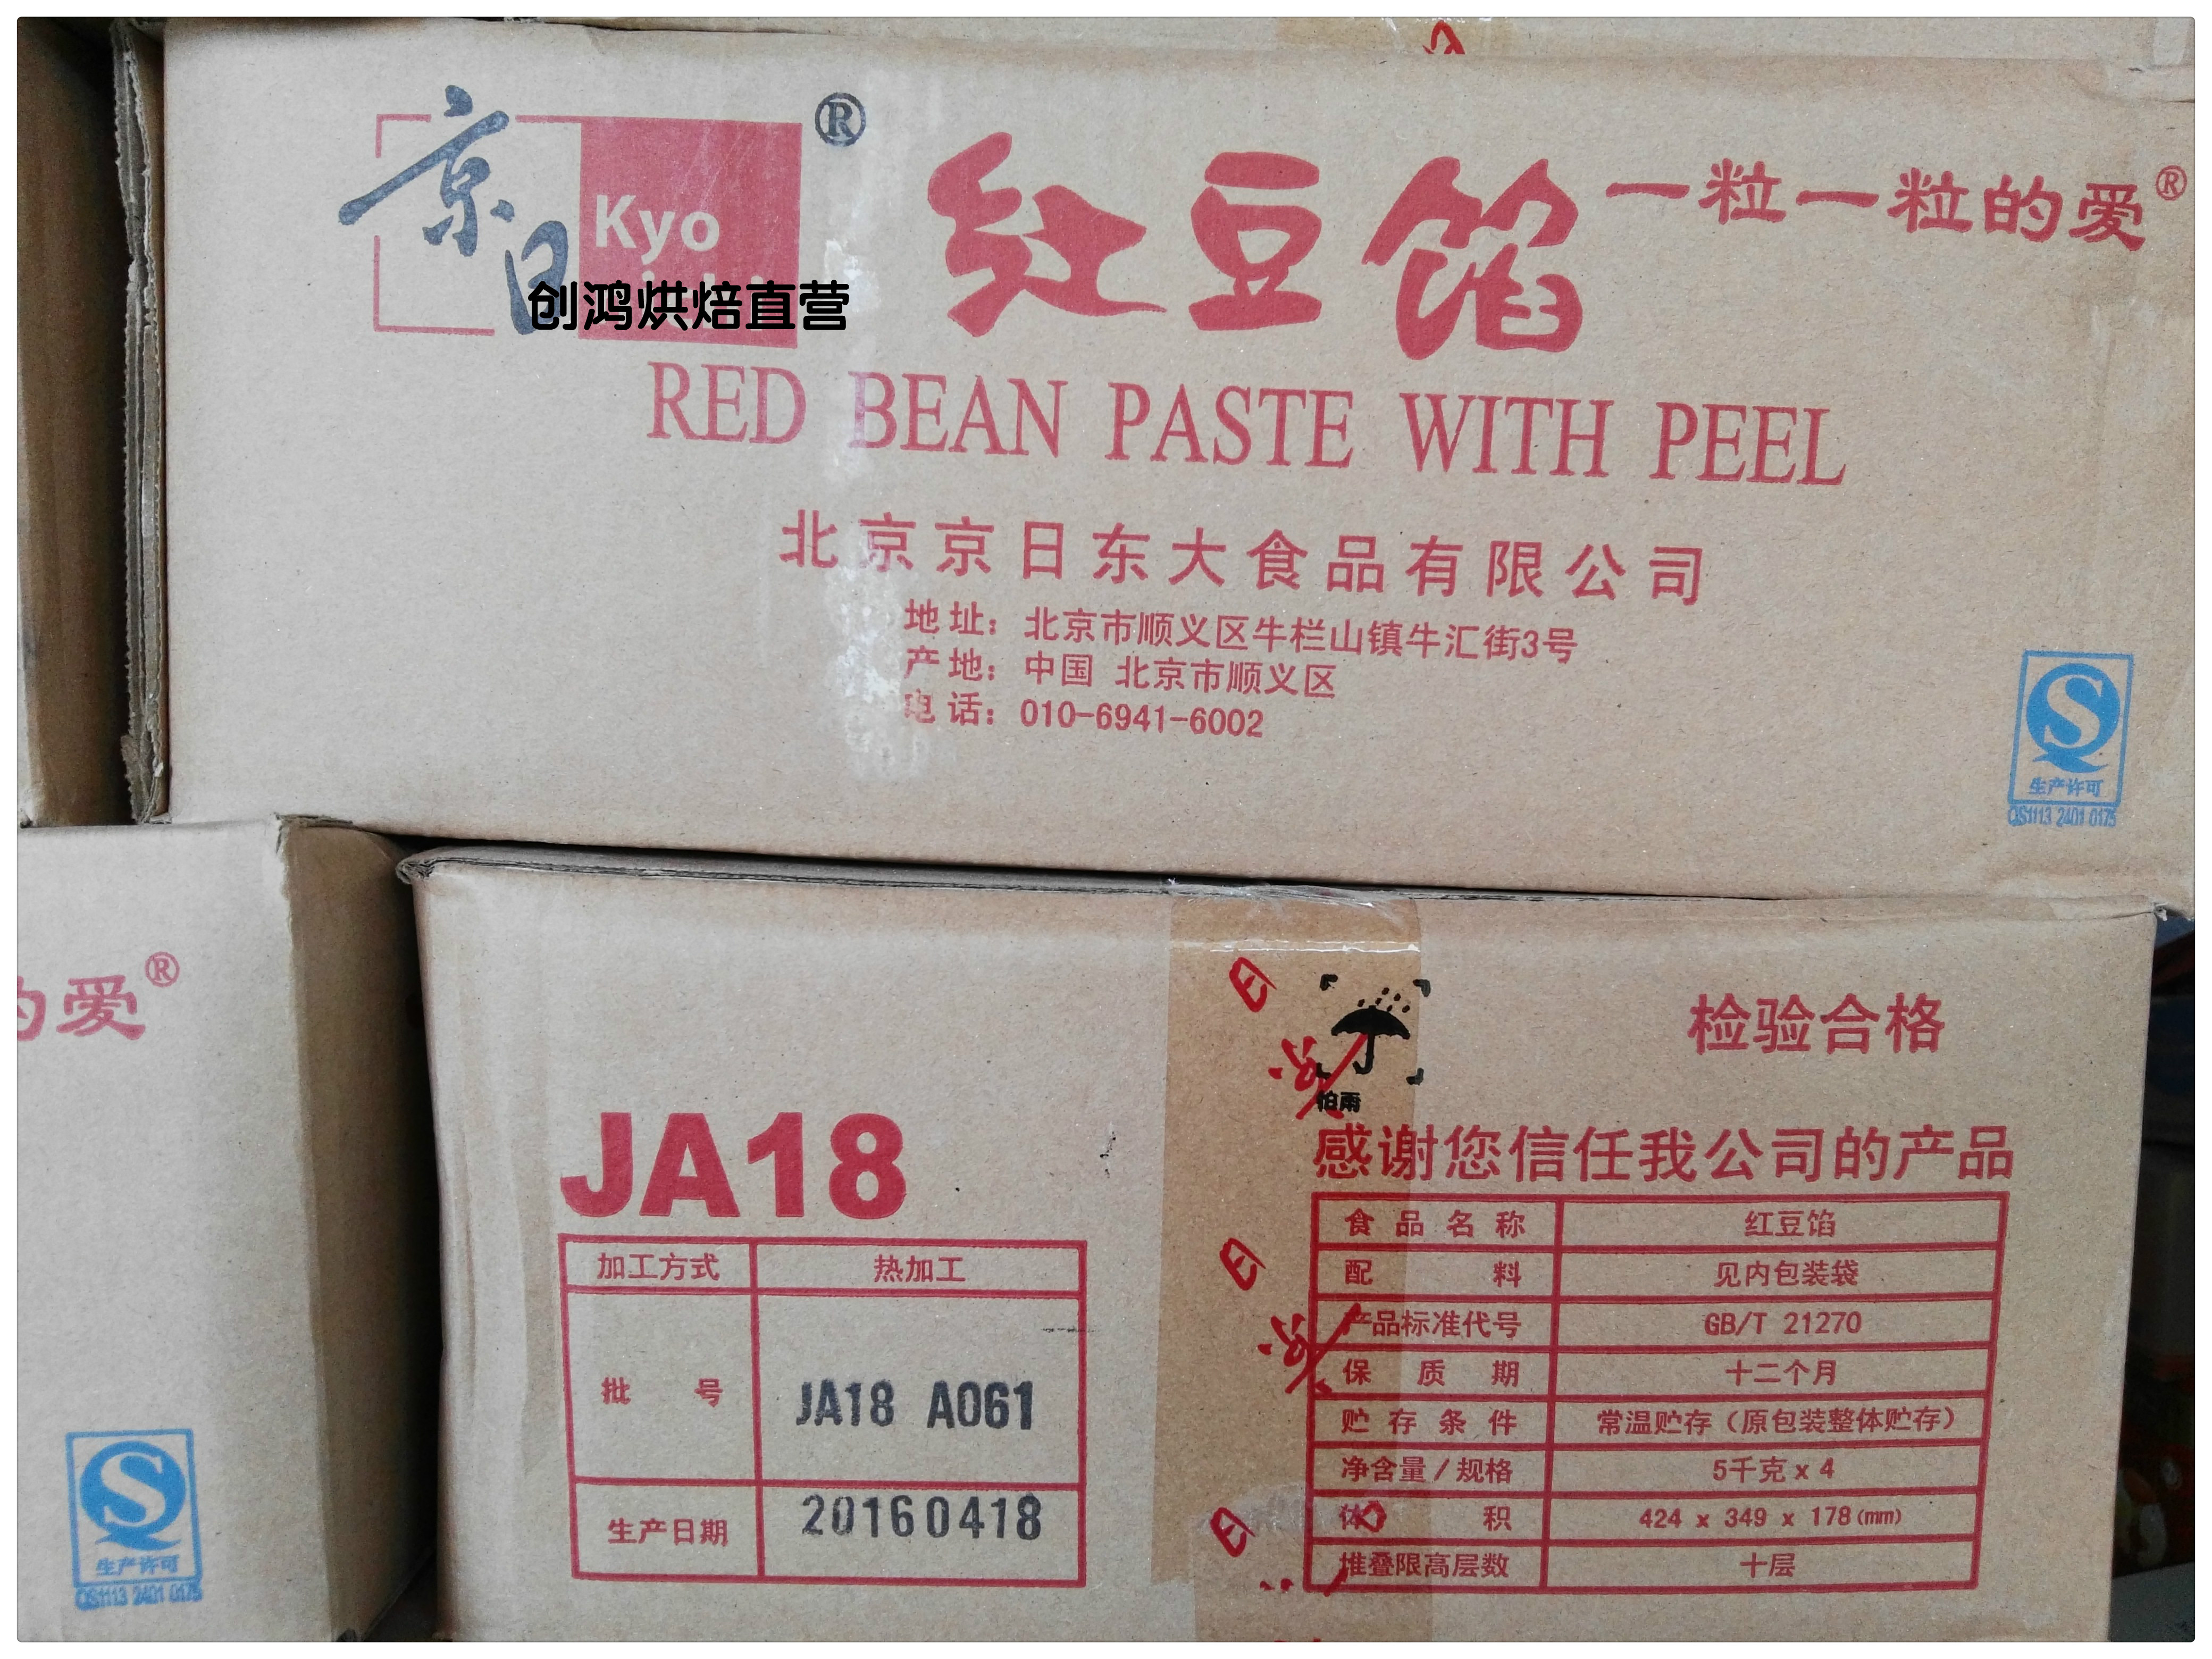 京日
Kyo
®
创鸿烘焙直营
红豆馅
一粒一粒的爱®
RED BEAN PASTE WITH PEEL
北京京日东大食品有限公司
地址：北京市顺义区牛栏山镇牛汇街3号
产地：中国 北京市顺义区
电话：010-6941-6002
生产许可
QS1113 2401 0175
的爱®
生产许可
QS1113 2401 0175
JA18
加工方式 热加工
批号 JA18 A061
生产日期 20160418
怕雨
检验合格
感谢您信任我公司的产品
食品名称 红豆馅
配料 见内包装袋
产品标准代号 GB/T 21270
保质期 十二个月
贮存条件 常温贮存（原包装整体贮存）
净含量/规格 5千克 x 4
体积 424 x 349 x 178(mm)
堆叠限高层数 十层